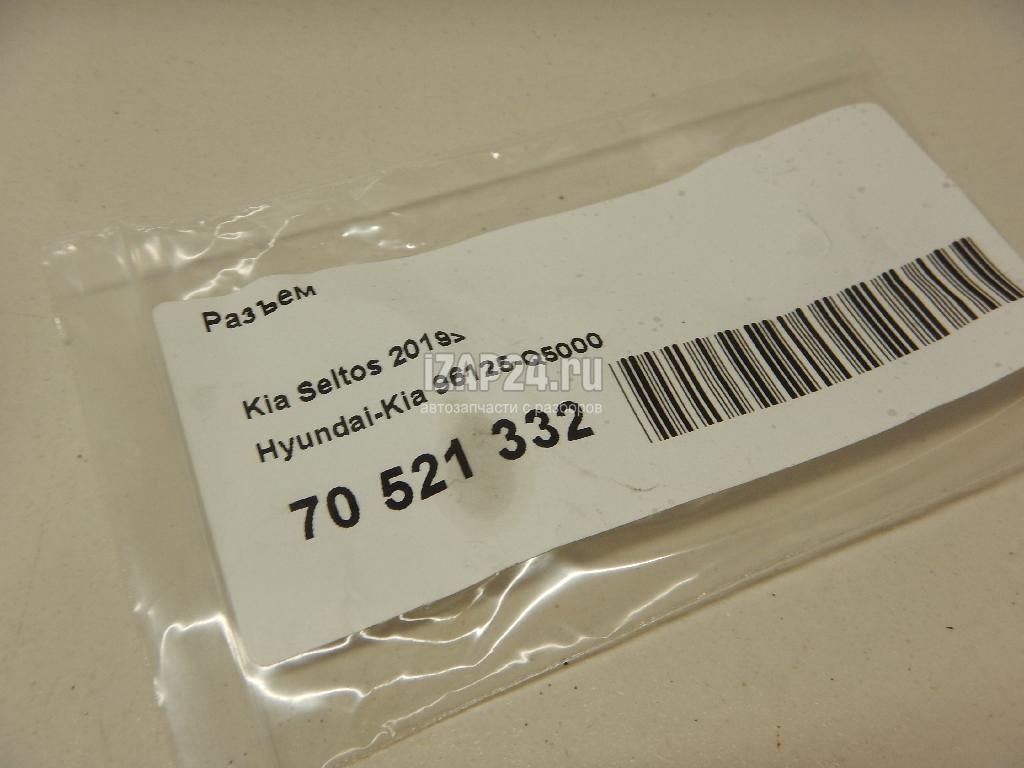 Разъем
Kia Seltos 2019>
Hyundai-Kia 96125-Q5000
70 521 332
iZAP24.ru
автозапчасти с разборов